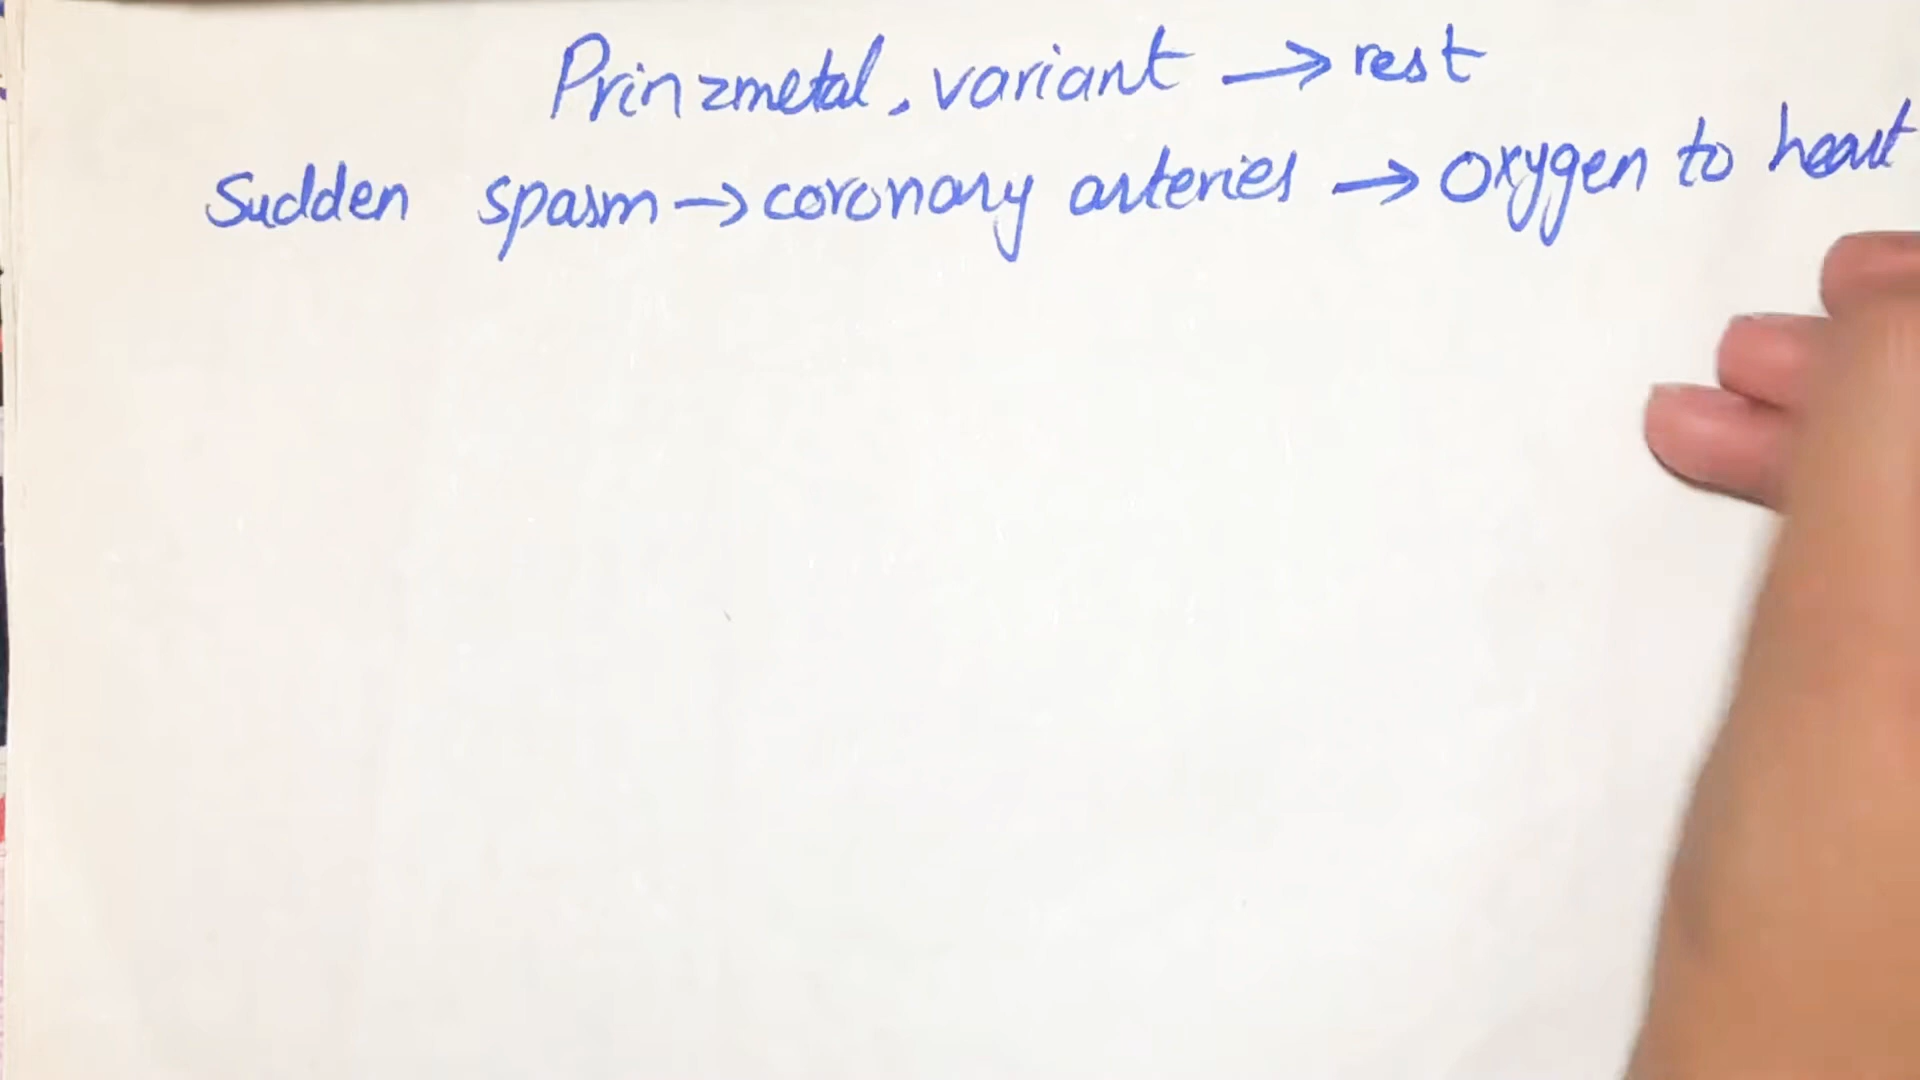 Prinzmetal, variant → rest
Sudden spasm → coronary arteries → oxygen to heart